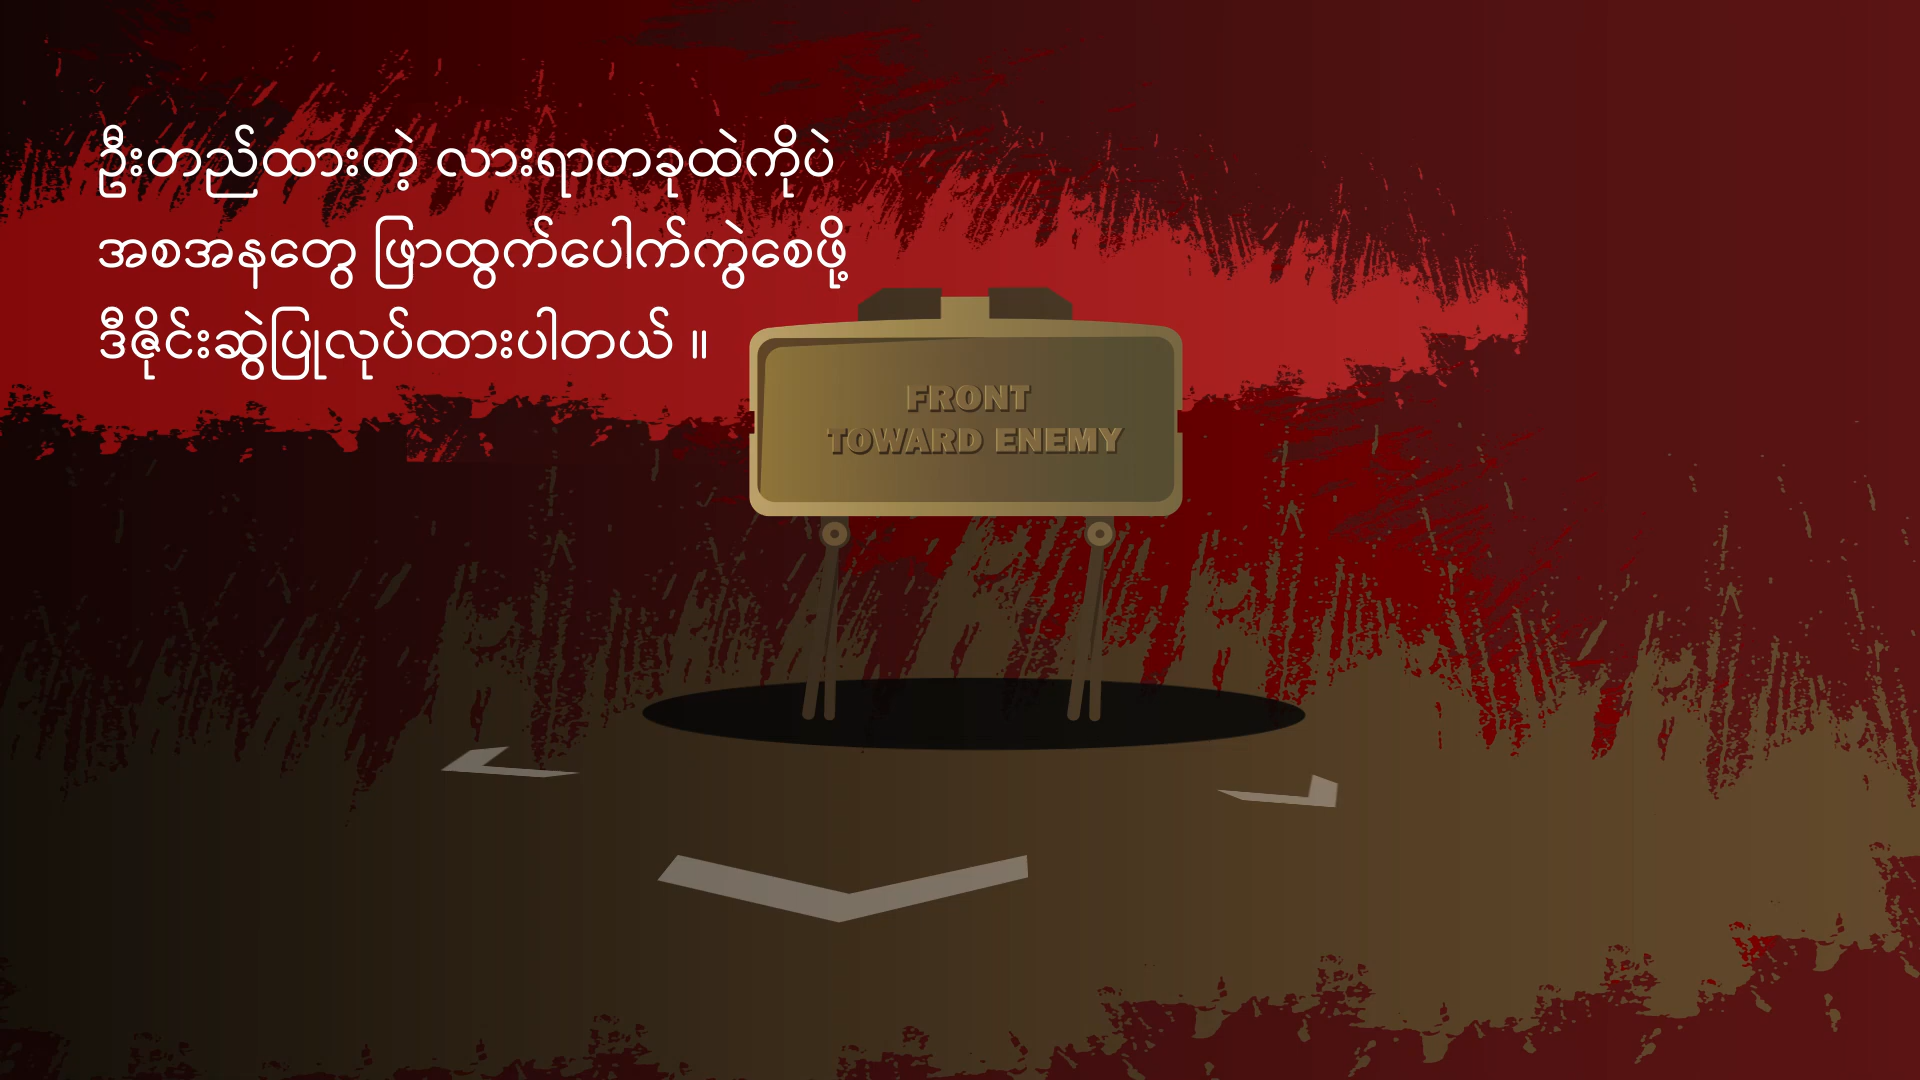 ဦးတည်ထားတဲ့ လားရာတခုထဲကိုပဲ
အစအနတွေ ဖြာထွက်ပေါက်ကွဲစေဖို့
ဒီဇိုင်းဆွဲပြုလုပ်ထားပါတယ် ။
FRONT
TOWARD ENEMY